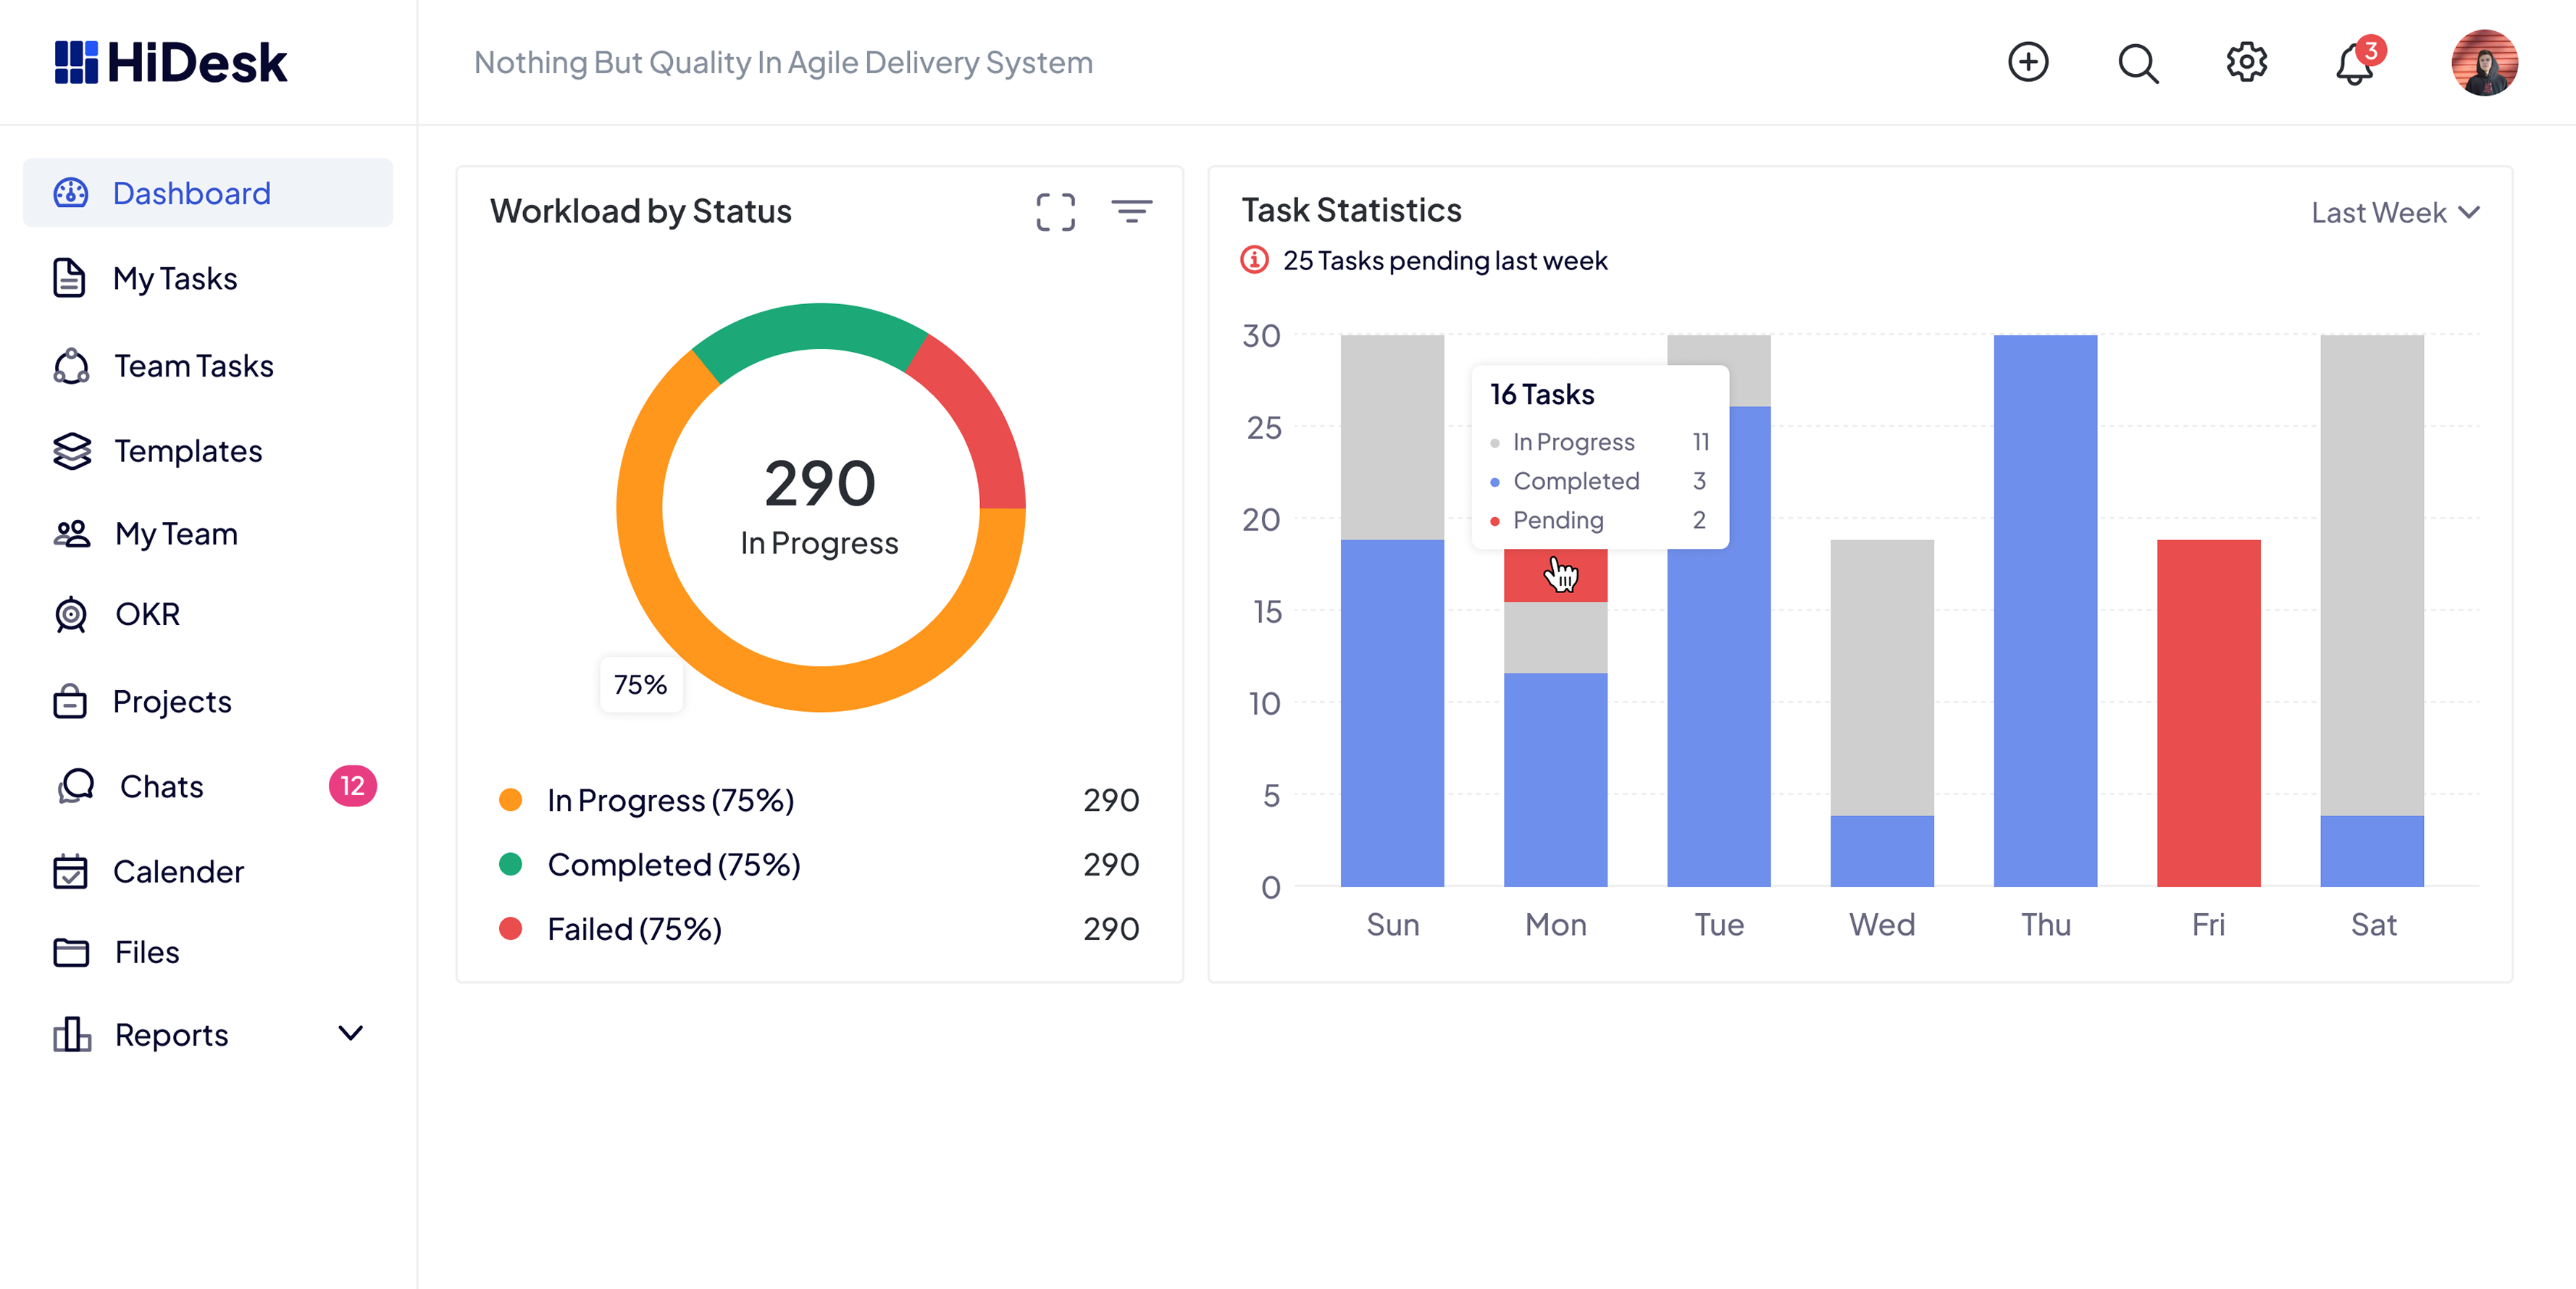 HiDesk
Nothing But Quality In Agile Delivery System
3
Dashboard
My Tasks
Team Tasks
Templates
My Team
OKR
Projects
Chats
12
Calender
Files
Reports
Workload by Status
290
In Progress
75%
In Progress (75%) 290
Completed (75%) 290
Failed (75%) 290
Task Statistics
Last Week
25 Tasks pending last week
30
25
20
15
10
5
0
16 Tasks
In Progress 11
Completed 3
Pending 2
Sun Mon Tue Wed Thu Fri Sat